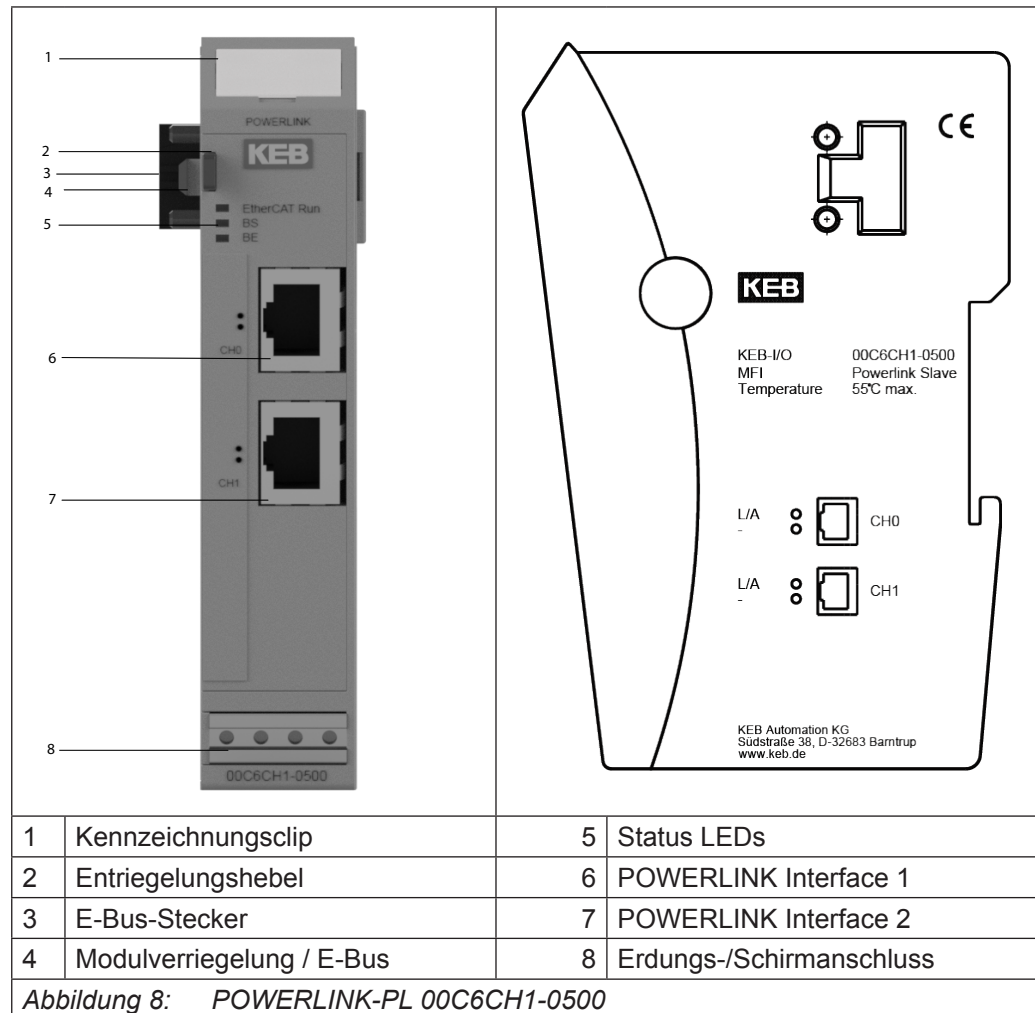 1
POWERLINK
2
KEB
3
4
EtherCAT Run
5
BS
BE
6
CH0
CH1
7
8
00C6CH1-0500
CE
KEB
KEB-I/O 00C6CH1-0500
MFI Powerlink Slave
Temperature 55°C max.
L/A CH0
-
L/A CH1
-
KEB Automation KG
Südstraße 38, D-32683 Barntrup
www.keb.de
1 Kennzeichnungsclip 5 Status LEDs
2 Entriegelungshebel 6 POWERLINK Interface 1
3 E-Bus-Stecker 7 POWERLINK Interface 2
4 Modulverriegelung / E-Bus 8 Erdungs-/Schirmanschluss
Abbildung 8: POWERLINK-PL 00C6CH1-0500